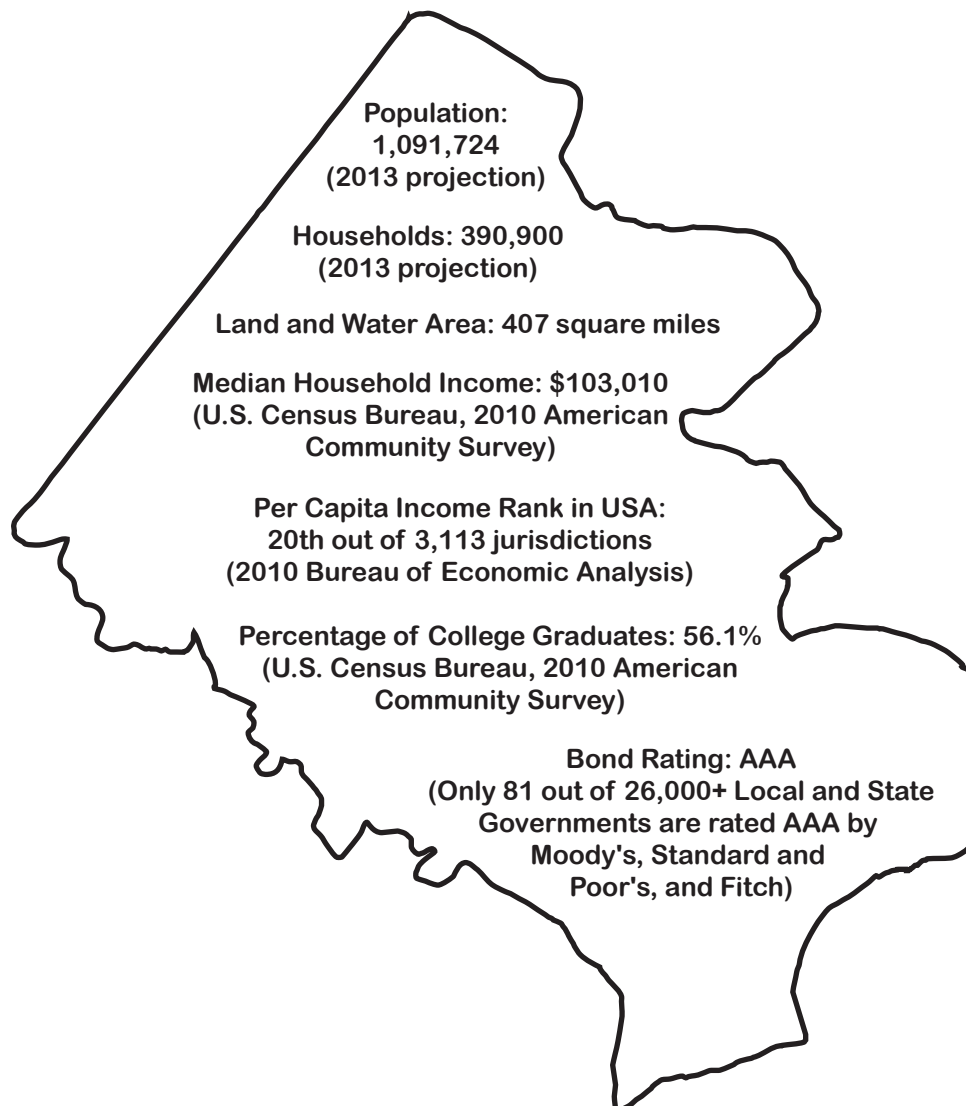 Population:
1,091,724
(2013 projection)
Households: 390,900
(2013 projection)
Land and Water Area: 407 square miles
Median Household Income: $103,010
(U.S. Census Bureau, 2010 American
Community Survey)
Per Capita Income Rank in USA:
20th out of 3,113 jurisdictions
(2010 Bureau of Economic Analysis)
Percentage of College Graduates: 56.1%
(U.S. Census Bureau, 2010 American
Community Survey)
Bond Rating: AAA
(Only 81 out of 26,000+ Local and State
Governments are rated AAA by
Moody's, Standard and
Poor's, and Fitch)